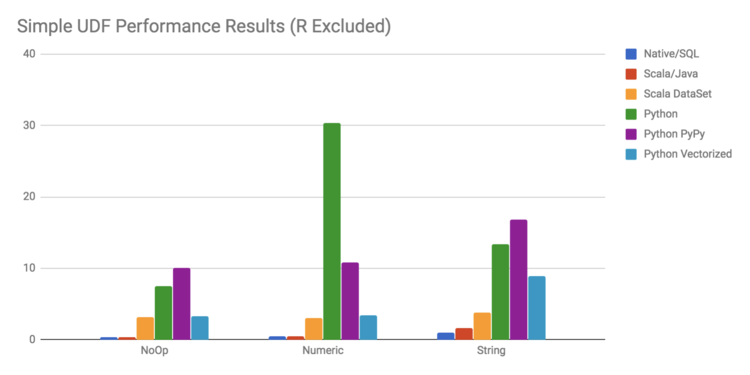 Simple UDF Performance Results (R Excluded)
40
30
20
10
0
NoOp
Numeric
String
Native/SQL
Scala/Java
Scala DataSet
Python
Python PyPy
Python Vectorized